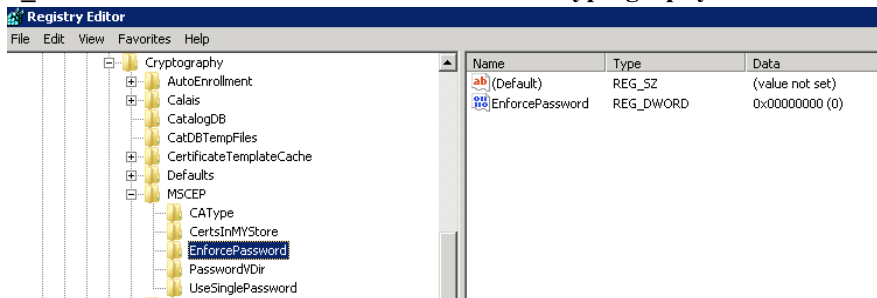 Registry Editor
File Edit View Favorites Help
Cryptography
AutoEnrollment
Calais
CatalogDB
CatDBTempFiles
CertificateTemplateCache
Defaults
MSCEP
CAType
CertsInMYStore
EnforcePassword
PasswordVDir
UseSinglePassword
Name Type Data
(Default) REG_SZ (value not set)
EnforcePassword REG_DWORD 0x00000000 (0)